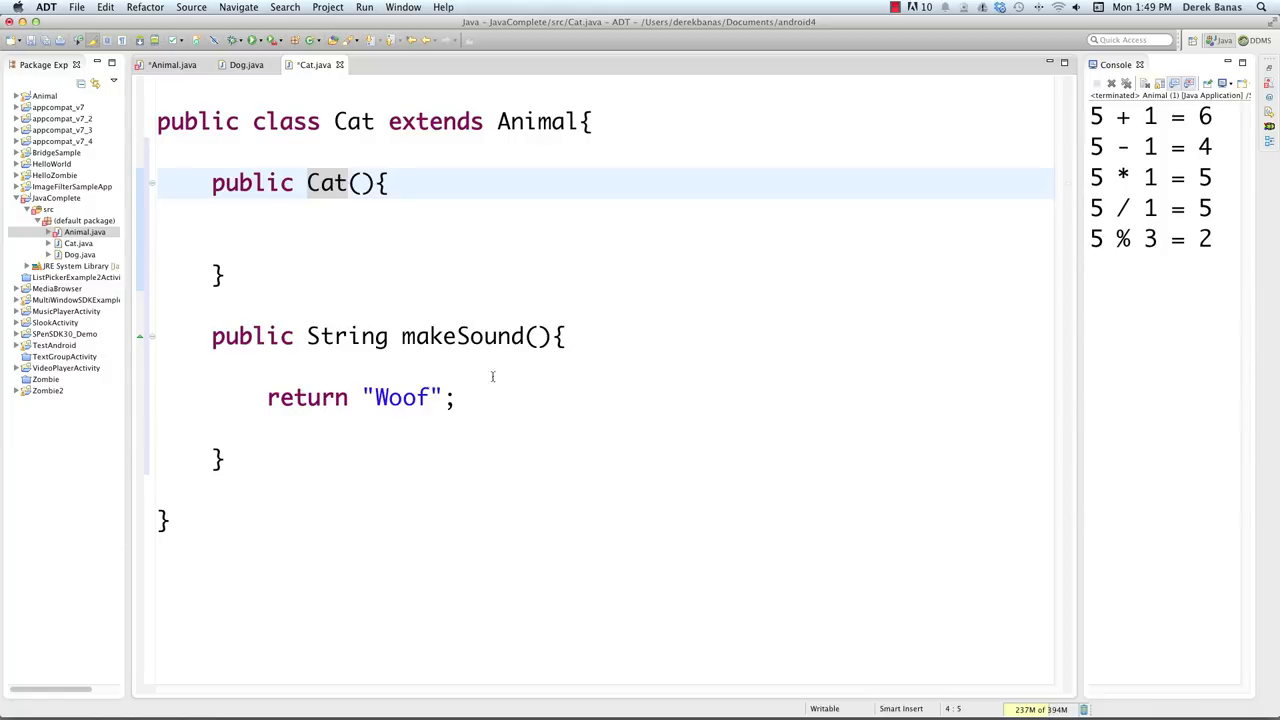 ADT File Edit Refactor Source Navigate Search Project Run Window Help 10 Mon 1:49 PM Derek Banas
Java - JavaComplete/src/Cat.java - ADT - /Users/derekbanas/Documents/android4
Quick Access Java DDMS
Package Exp
*Animal.java Dog.java *Cat.java
Console
Animal
appcompat_v7
appcompat_v7_2
appcompat_v7_3
appcompat_v7_4
BridgeSample
HelloWorld
HelloZombie
ImageFilterSampleApp
JavaComplete
src
(default package)
Animal.java
Cat.java
Dog.java
JRE System Library [Ja
ListPickerExample2Activi
MediaBrowser
MultiWindowSDKExample
MusicPlayerActivity
SlookActivity
SPenSDK30_Demo
TestAndroid
TextGroupActivity
VideoPlayerActivity
Zombie
Zombie2
public class Cat extends Animal{
public Cat(){
}
public String makeSound(){
return "Woof";
}
}
<terminated> Animal (1) [Java Application] /S
5 + 1 = 6
5 - 1 = 4
5 * 1 = 5
5 / 1 = 5
5 % 3 = 2
Writable Smart Insert 4 : 5 237M of 394M